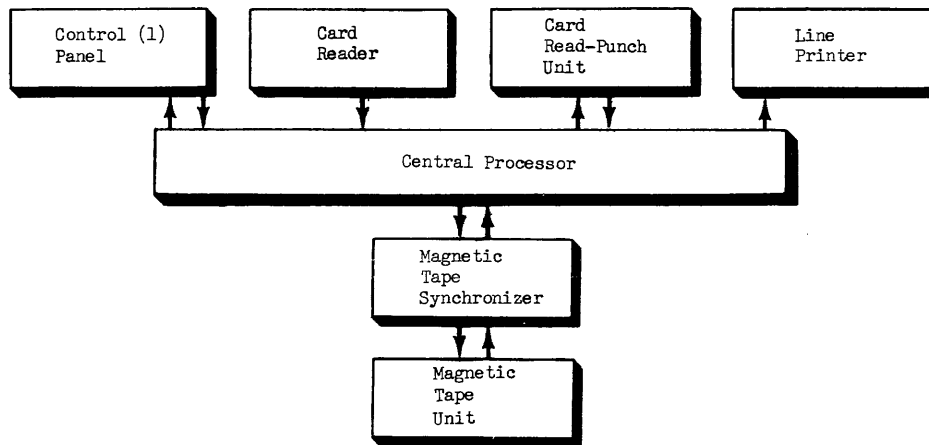 Control (1)
Panel
Card
Reader
Card
Read-Punch
Unit
Line
Printer
Central Processor
Magnetic
Tape
Synchronizer
Magnetic
Tape
Unit